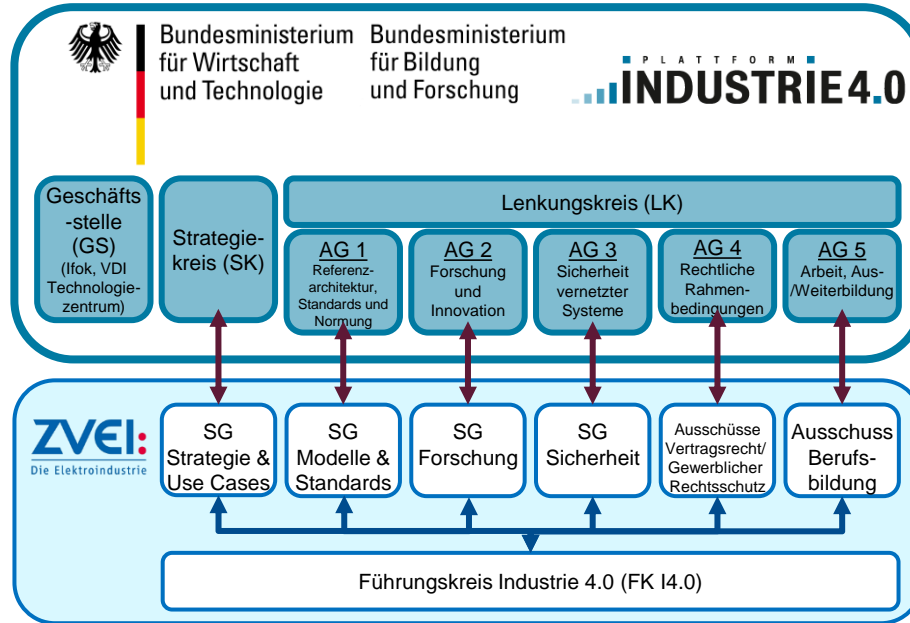 Bundesministerium
für Wirtschaft
und Technologie
Bundesministerium
für Bildung
und Forschung
PLATTFORM
INDUSTRIE4.0
Geschäfts
-stelle
(GS)
(Ifok, VDI
Technologie-
zentrum)
Strategie-
kreis (SK)
Lenkungskreis (LK)
AG 1
Referenz-
architektur,
Standards und
Normung
AG 2
Forschung
und
Innovation
AG 3
Sicherheit
vernetzter
Systeme
AG 4
Rechtliche
Rahmen-
bedingungen
AG 5
Arbeit, Aus-
/Weiterbildung
ZVEI:
Die Elektroindustrie
SG
Strategie &
Use Cases
SG
Modelle &
Standards
SG
Forschung
SG
Sicherheit
Ausschüsse
Vertragsrecht/
Gewerblicher
Rechtsschutz
Ausschuss
Berufs-
bildung
Führungskreis Industrie 4.0 (FK I4.0)